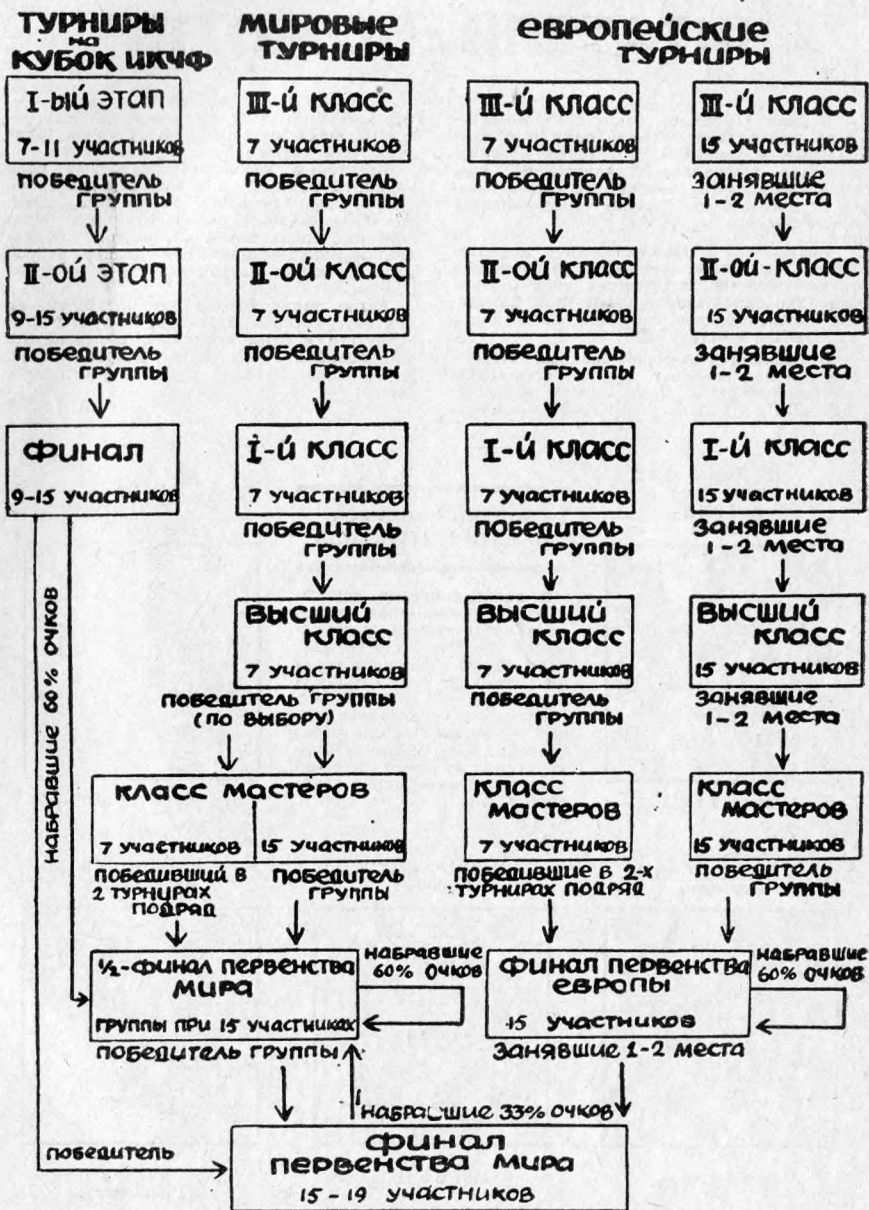 ТУРНИРЫ
на
КУБОК ИКЧФ
I-ый ЭТАП
7-11 УЧАСТНИКОВ
ПОБЕДИТЕЛЬ
ГРУППЫ
II-ОЙ ЭТАП
9-15 УЧАСТНИКОВ
ПОБЕДИТЕЛЬ
ГРУППЫ
ФИНАЛ
9-15 УЧАСТНИКОВ
НАБРАВШИЕ 60% ОЧКОВ
МИРОВЫЕ
ТУРНИРЫ
III-й КЛАСС
7 УЧАСТНИКОВ
ПОБЕДИТЕЛЬ
ГРУППЫ
II-ОЙ КЛАСС
7 УЧАСТНИКОВ
ПОБЕДИТЕЛЬ
ГРУППЫ
I-й КЛАСС
7 УЧАСТНИКОВ
ПОБЕДИТЕЛЬ
ГРУППЫ
ВЫСШИЙ
КЛАСС
7 УЧАСТНИКОВ
ПОБЕДИТЕЛЬ ГРУППЫ
(ПО ВЫБОРУ)
КЛАСС МАСТЕРОВ
7 УЧАСТНИКОВ
15 УЧАСТНИКОВ
ПОБЕДИВШИЙ В
2 ТУРНИРАХ
ПОДРЯД
ПОБЕДИТЕЛЬ
ГРУППЫ
½-ФИНАЛ ПЕРВЕНСТВА
МИРА
ГРУППЫ ПРИ 15 УЧАСТНИКАХ
НАБРАВШИЕ
60% ОЧКОВ
ПОБЕДИТЕЛЬ ГРУППЫ
ЕВРОПЕЙСКИЕ
ТУРНИРЫ
III-й КЛАСС
7 УЧАСТНИКОВ
ПОБЕДИТЕЛЬ
ГРУППЫ
II-ОЙ КЛАСС
7 УЧАСТНИКОВ
ПОБЕДИТЕЛЬ
ГРУППЫ
I-й КЛАСС
7 УЧАСТНИКОВ
ПОБЕДИТЕЛЬ
ГРУППЫ
ВЫСШИЙ
КЛАСС
7 УЧАСТНИКОВ
ПОБЕДИТЕЛЬ
ГРУППЫ
КЛАСС
МАСТЕРОВ
7 УЧАСТНИКОВ
ПОБЕДИВШИЕ В 2-Х
ТУРНИРАХ ПОДРЯД
III-й КЛАСС
15 УЧАСТНИКОВ
ЗАНЯВШИЕ
1-2 МЕСТА
II-ОЙ-КЛАСС
15 УЧАСТНИКОВ
ЗАНЯВШИЕ
1-2 МЕСТА
I-й КЛАСС
15 УЧАСТНИКОВ
ЗАНЯВШИЕ
1-2 МЕСТА
ВЫСШИЙ
КЛАСС
15 УЧАСТНИКОВ
ЗАНЯВШИЕ
1-2 МЕСТА
КЛАСС
МАСТЕРОВ
15 УЧАСТНИКОВ
ПОБЕДИТЕЛЬ
ГРУППЫ
ФИНАЛ ПЕРВЕНСТВА
ЕВРОПЫ
15 УЧАСТНИКОВ
НАБРАВШИЕ
60% ОЧКОВ
ЗАНЯВШИЕ 1-2 МЕСТА
НАБРАВШИЕ 33% ОЧКОВ
ПОБЕДИТЕЛЬ
ФИНАЛ
ПЕРВЕНСТВА МИРА
15-19 УЧАСТНИКОВ